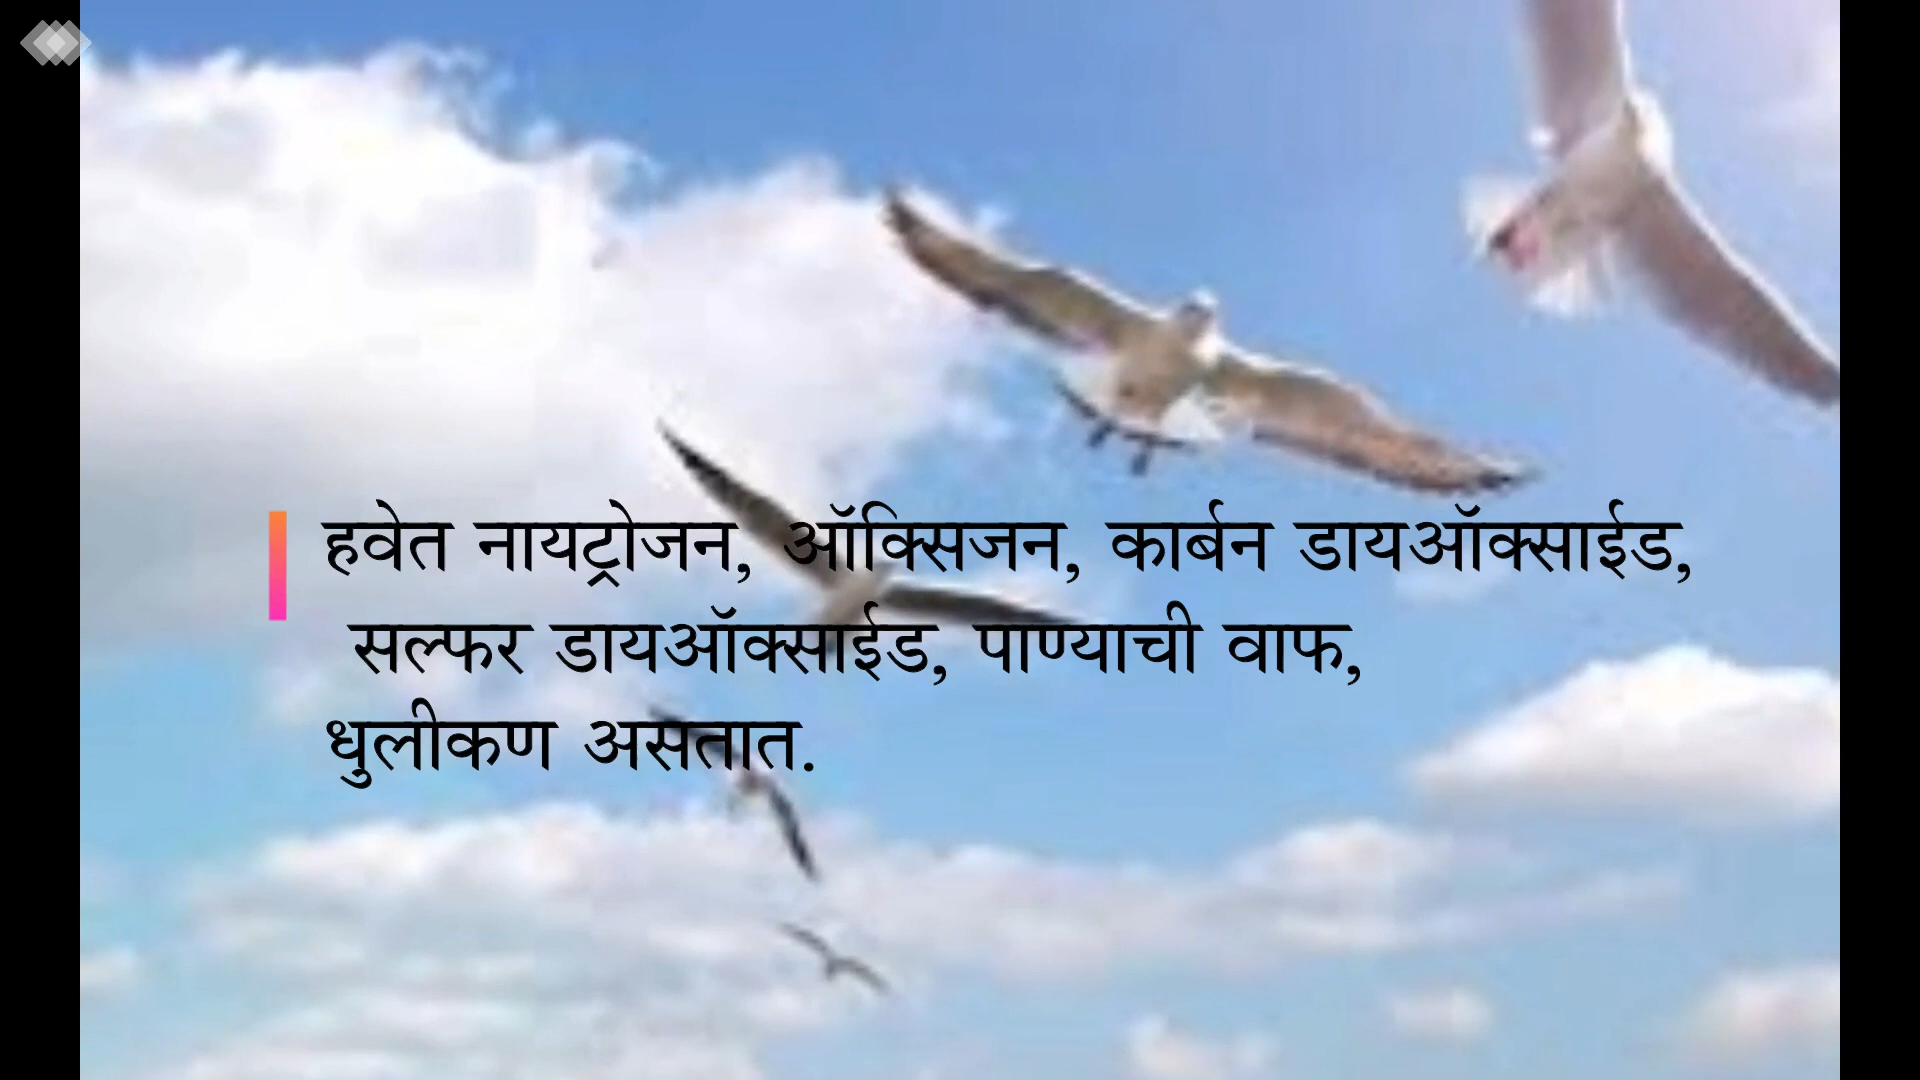 हवेत नायट्रोजन, ऑक्सिजन, कार्बन डायऑक्साईड,
सल्फर डायऑक्साईड, पाण्याची वाफ,
धुलीकण असतात.